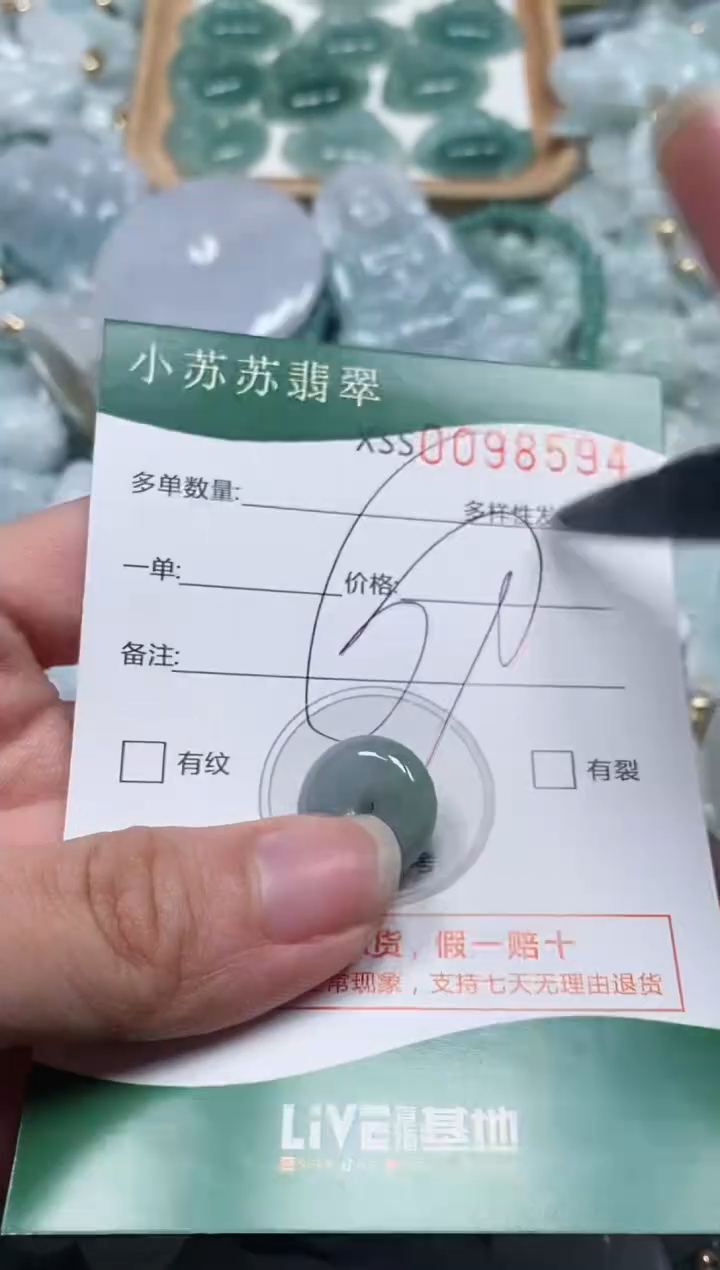 小苏苏翡翠
XSS0098594
多单数量:
多样性发
一单: 价格:
备注:
有纹 有裂
货，假一赔十
常现象，支持七天无理由退货
LIVE 基地